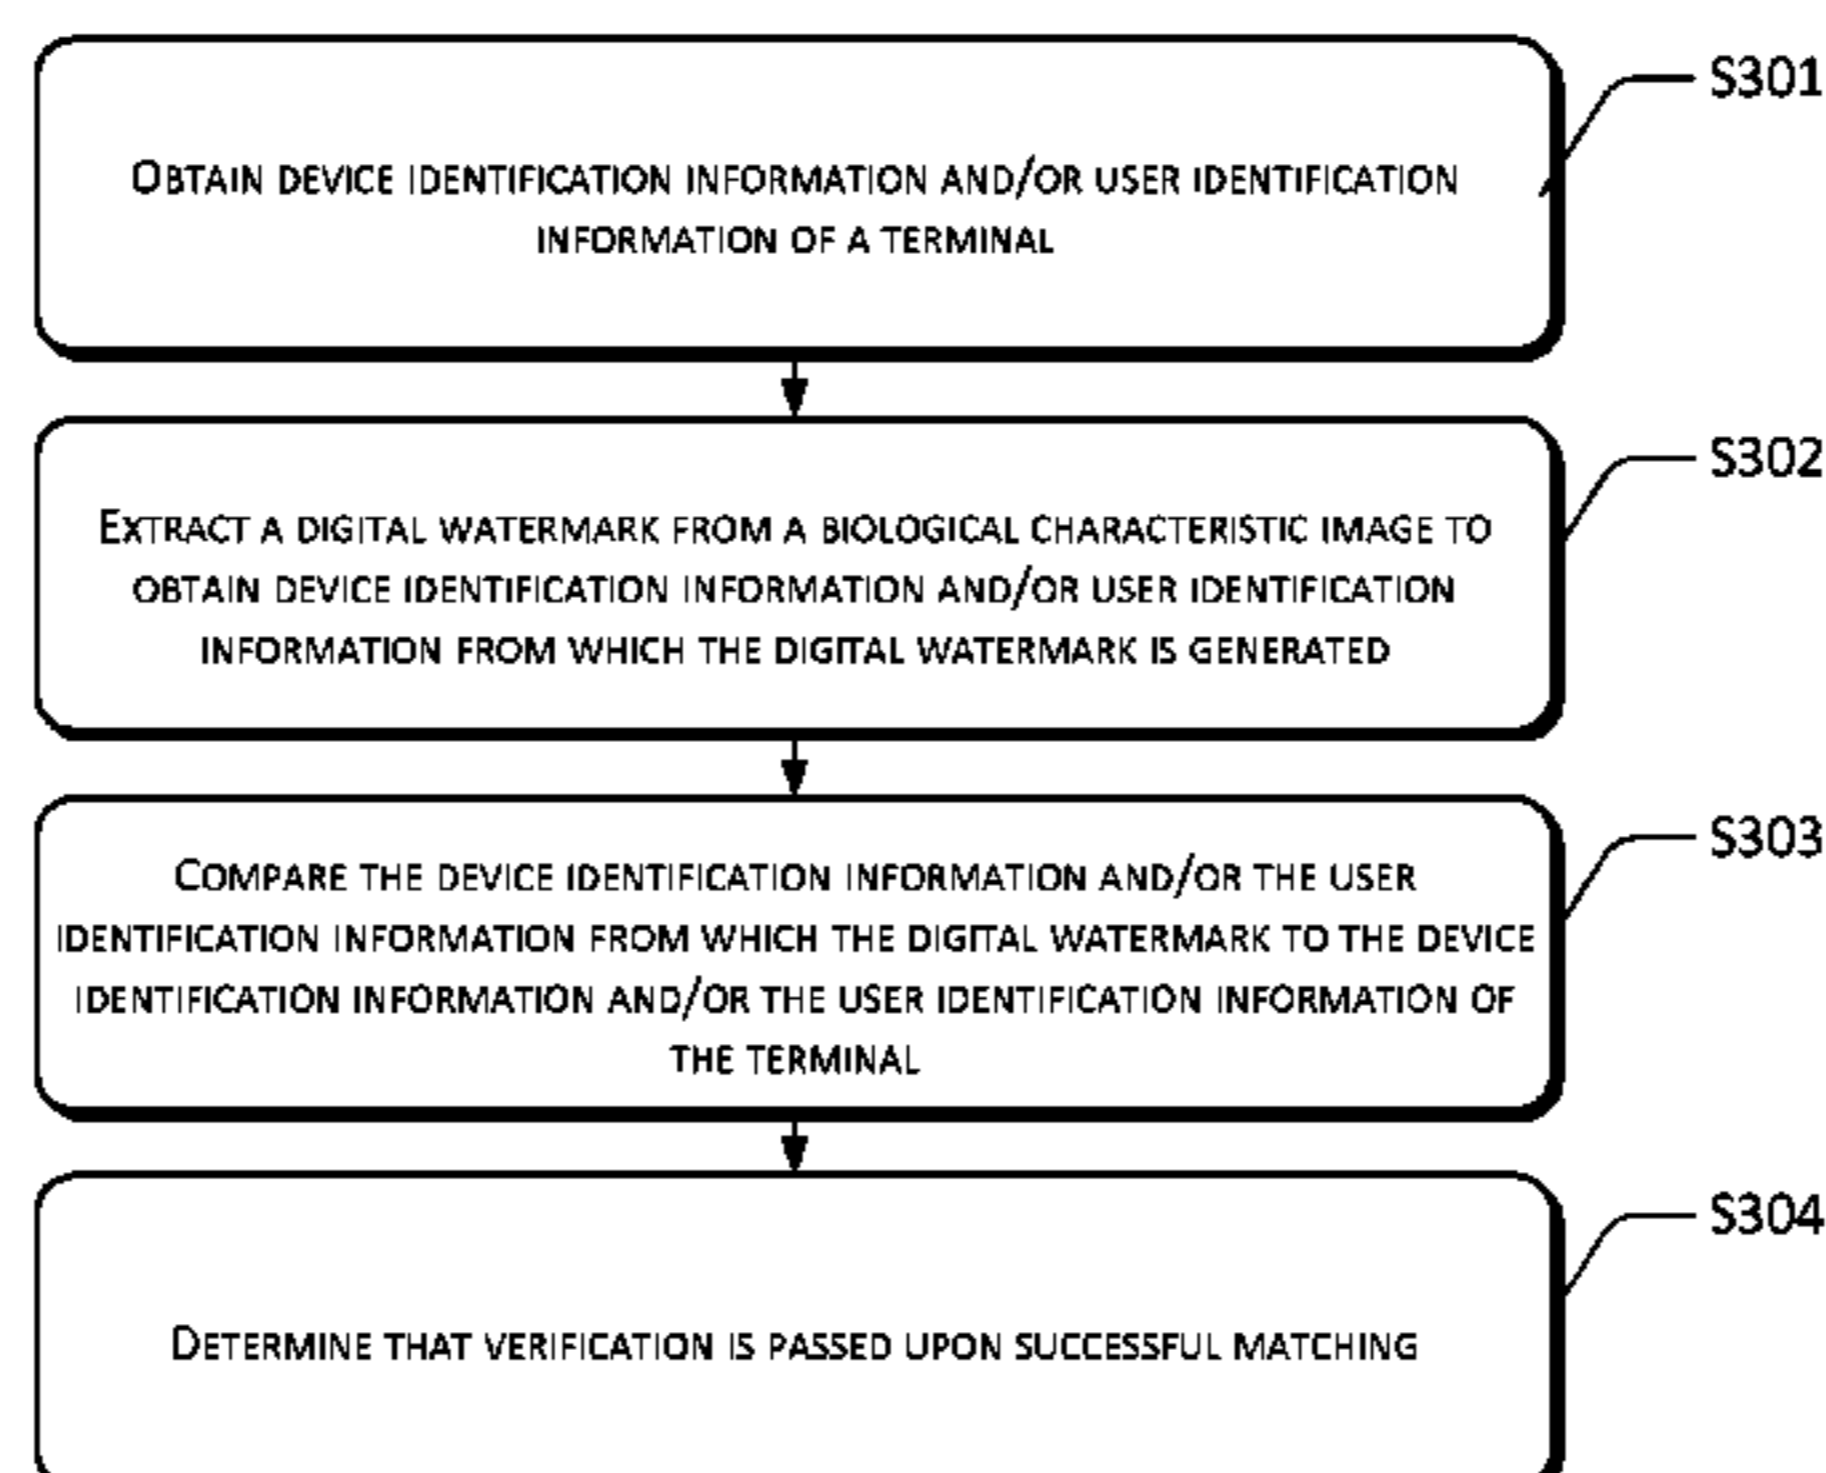 S301
OBTAIN DEVICE IDENTIFICATION INFORMATION AND/OR USER IDENTIFICATION
INFORMATION OF A TERMINAL
S302
EXTRACT A DIGITAL WATERMARK FROM A BIOLOGICAL CHARACTERISTIC IMAGE TO
OBTAIN DEVICE IDENTIFICATION INFORMATION AND/OR USER IDENTIFICATION
INFORMATION FROM WHICH THE DIGITAL WATERMARK IS GENERATED
S303
COMPARE THE DEVICE IDENTIFICATION INFORMATION AND/OR THE USER
IDENTIFICATION INFORMATION FROM WHICH THE DIGITAL WATERMARK TO THE DEVICE
IDENTIFICATION INFORMATION AND/OR THE USER IDENTIFICATION INFORMATION OF
THE TERMINAL
S304
DETERMINE THAT VERIFICATION IS PASSED UPON SUCCESSFUL MATCHING